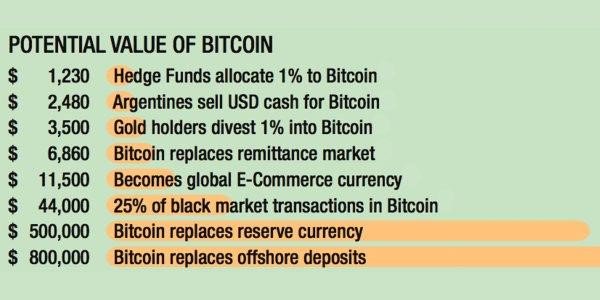 POTENTIAL VALUE OF BITCOIN
$ 1,230 Hedge Funds allocate 1% to Bitcoin
$ 2,480 Argentines sell USD cash for Bitcoin
$ 3,500 Gold holders divest 1% into Bitcoin
$ 6,860 Bitcoin replaces remittance market
$ 11,500 Becomes global E-Commerce currency
$ 44,000 25% of black market transactions in Bitcoin
$ 500,000 Bitcoin replaces reserve currency
$ 800,000 Bitcoin replaces offshore deposits